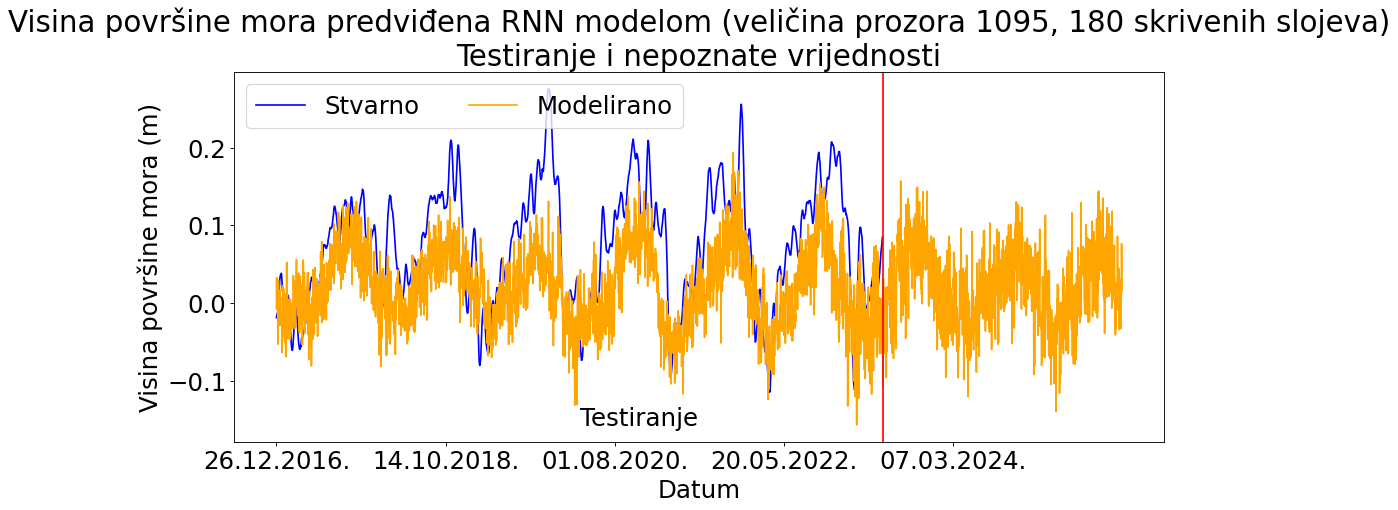 Visina površine mora predviđena RNN modelom (veličina prozora 1095, 180 skrivenih slojeva)
Testiranje i nepoznate vrijednosti
Stvarno
Modelirano
Visina površine mora (m)
0.2
0.1
0.0
−0.1
Testiranje
26.12.2016.
14.10.2018.
01.08.2020.
20.05.2022.
07.03.2024.
Datum